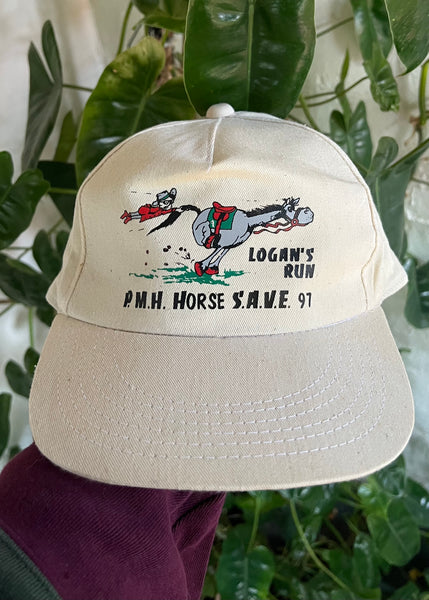 LOGAN'S
RUN
P.M.H. HORSE S.A.V.E. 97